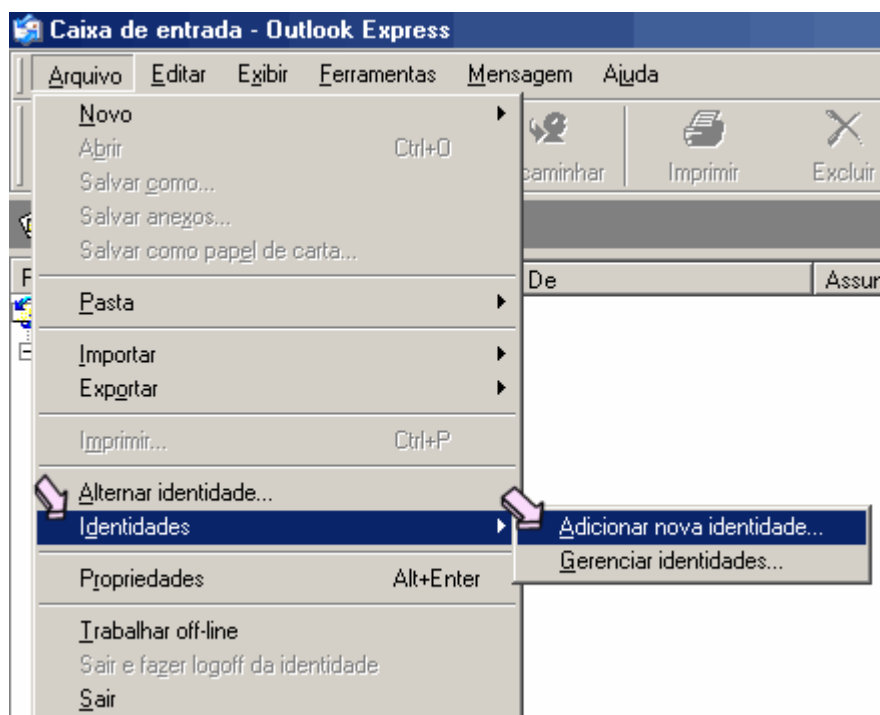 Caixa de entrada - Outlook Express
Arquivo Editar Exibir Ferramentas Mensagem Ajuda
Imprimir Excluir
De
Novo
Abrir Ctrl+O
Salvar como...
Salvar anexos...
Salvar como papel de carta...
Pasta
Importar
Exportar
Imprimir... Ctrl+P
Alternar identidade...
Identidades
Adicionar nova identidade...
Gerenciar identidades...
Propriedades Alt+Enter
Trabalhar off-line
Sair e fazer logoff da identidade
Sair